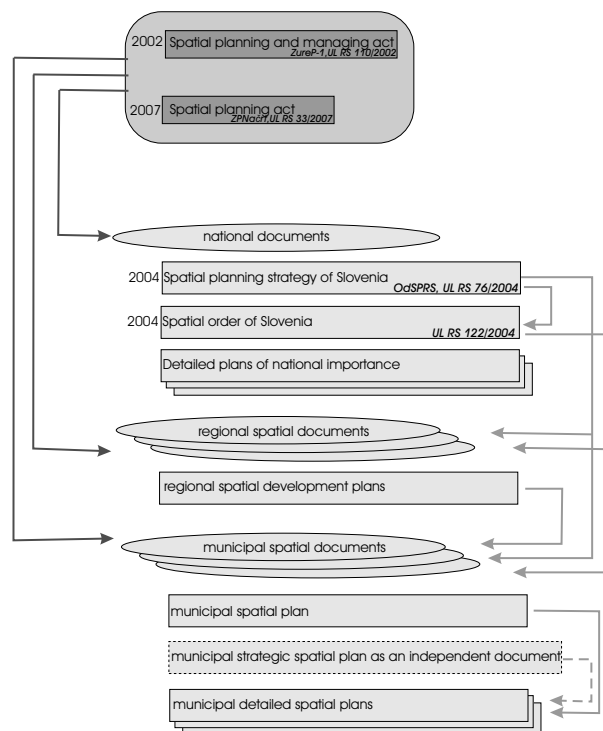 2002 Spatial planning and managing act
ZureP-1,UL RS 110/2002
2007 Spatial planning act
ZPNačrt,UL RS 33/2007
national documents
2004 Spatial planning strategy of Slovenia
OdSPRS, UL RS 76/2004
2004 Spatial order of Slovenia
UL RS 122/2004
Detailed plans of national importance
regional spatial documents
regional spatial development plans
municipal spatial documents
municipal spatial plan
municipal strategic spatial plan as an independent document
municipal detailed spatial plans